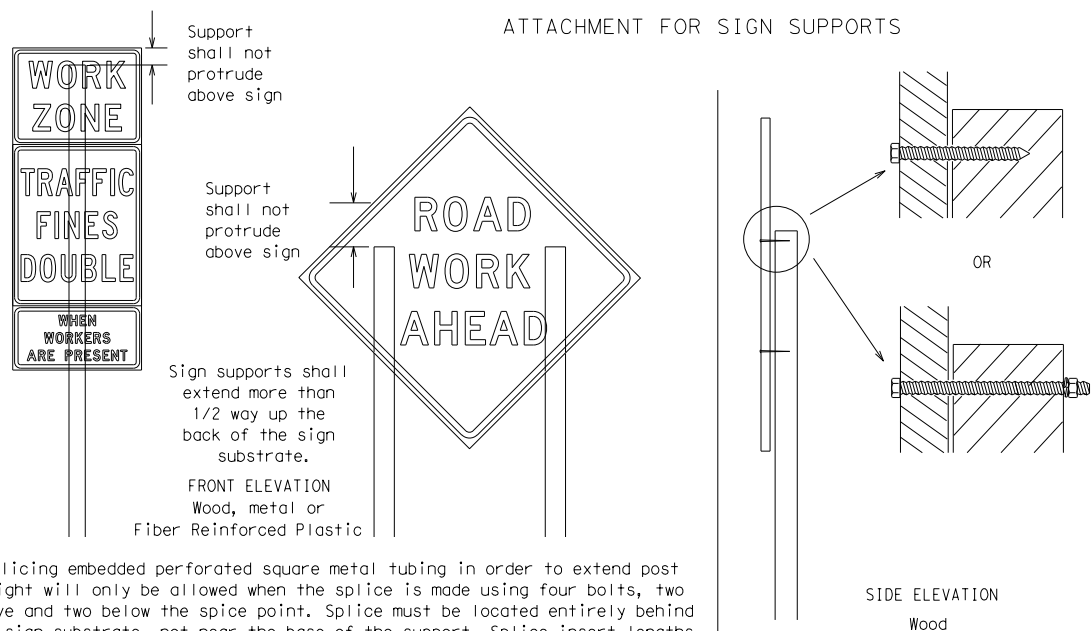 ATTACHMENT FOR SIGN SUPPORTS
Support
shall not
protrude
above sign
WORK
ZONE
TRAFFIC
FINES
DOUBLE
WHEN
WORKERS
ARE PRESENT
Support
shall not
protrude
above sign
ROAD
WORK
AHEAD
Sign supports shall
extend more than
1/2 way up the
back of the sign
substrate.
FRONT ELEVATION
Wood, metal or
Fiber Reinforced Plastic
OR
SIDE ELEVATION
Wood
licing embedded perforated square metal tubing in order to extend post
ight will only be allowed when the splice is made using four bolts, two
ve and two below the spice point. Splice must be located entirely behind
sign substrate, not near the base of the support. Splice insert lengths